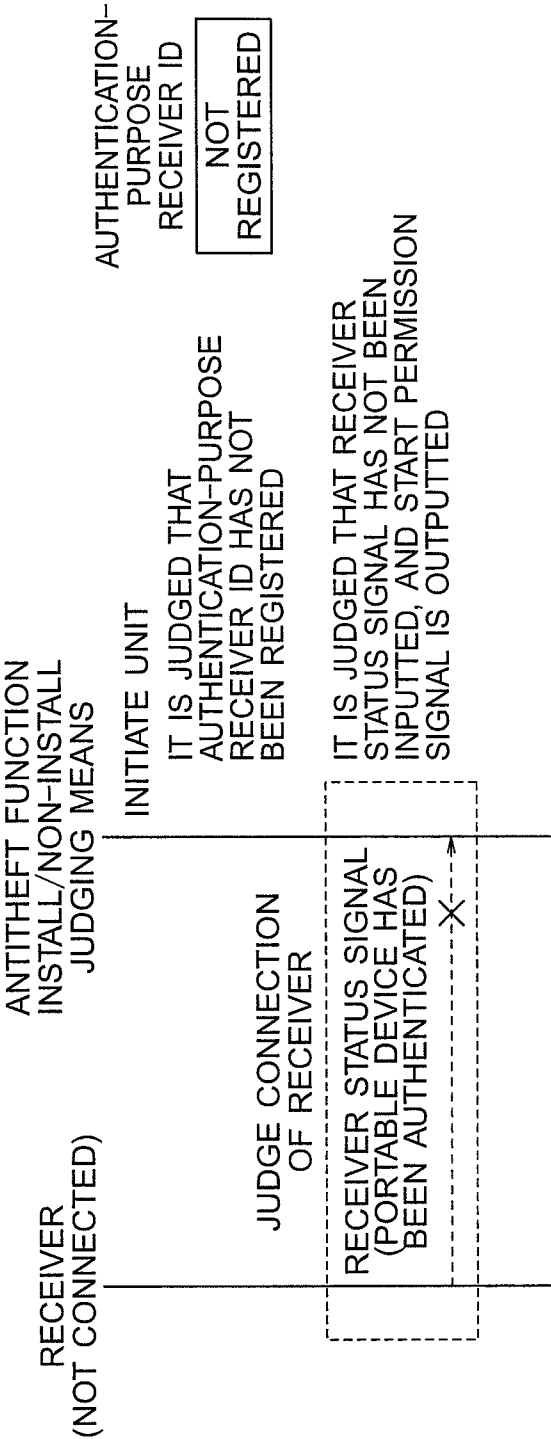 RECEIVER
(NOT CONNECTED)
ANTITHEFT FUNCTION
INSTALL/NON-INSTALL
JUDGING MEANS
AUTHENTICATION-
PURPOSE
RECEIVER ID
NOT
REGISTERED
INITIATE UNIT
IT IS JUDGED THAT
AUTHENTICATION-PURPOSE
RECEIVER ID HAS NOT
BEEN REGISTERED
JUDGE CONNECTION
OF RECEIVER
RECEIVER STATUS SIGNAL
(PORTABLE DEVICE HAS
BEEN AUTHENTICATED)
IT IS JUDGED THAT RECEIVER
STATUS SIGNAL HAS NOT BEEN
INPUTTED, AND START PERMISSION
SIGNAL IS OUTPUTTED